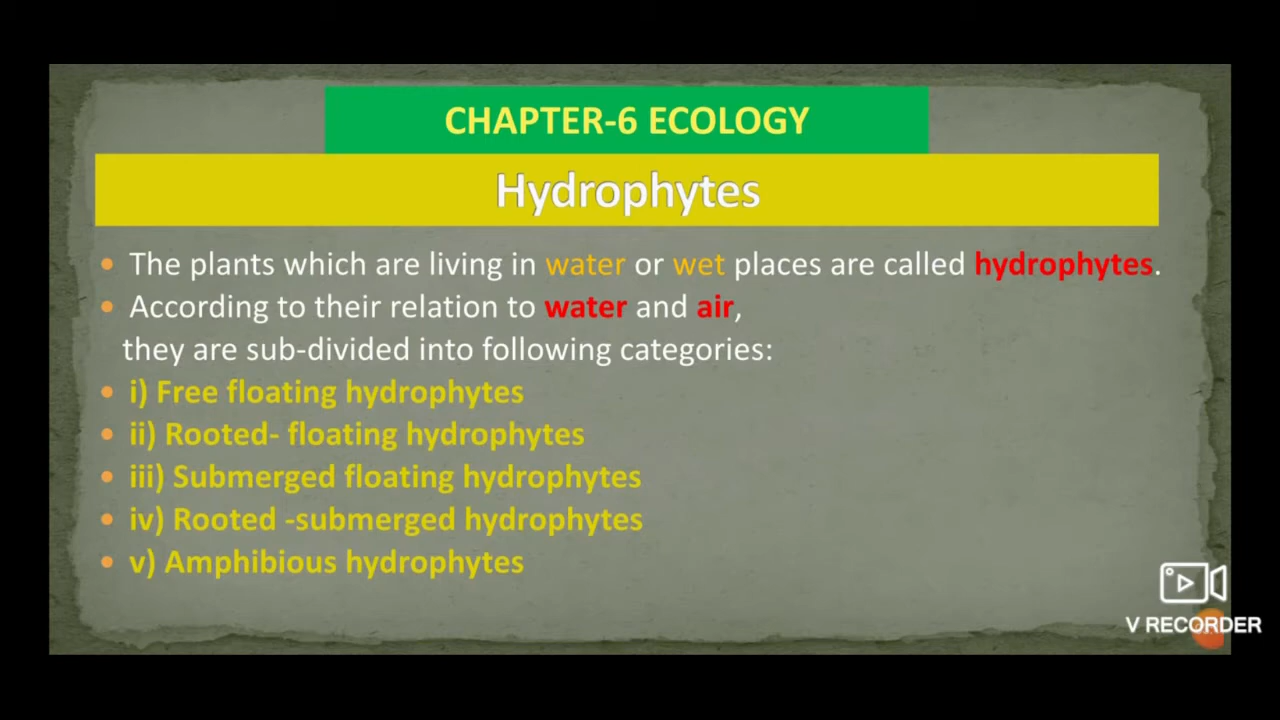 CHAPTER-6 ECOLOGY
Hydrophytes
• The plants which are living in water or wet places are called hydrophytes.
• According to their relation to water and air,
they are sub-divided into following categories:
• i) Free floating hydrophytes
• ii) Rooted- floating hydrophytes
• iii) Submerged floating hydrophytes
• iv) Rooted -submerged hydrophytes
• v) Amphibious hydrophytes
V RECORDER